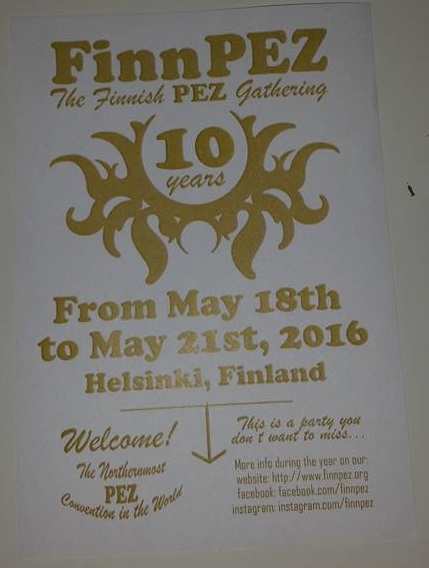 FinnPEZ
The Finnish PEZ Gathering
10
years
From May 18th
to May 21st, 2016
Helsinki, Finland
Welcome!
The Northernmost
PEZ
Convention in the World
This is a party you
don't want to miss...
More info during the year on our:
website: http://www.finnpez.org
facebook: facebook.com/finnpez
instagram: instagram.com/finnpez